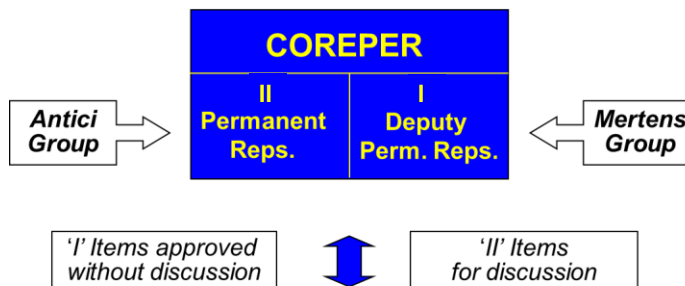 COREPER
II
Permanent
Reps.
I
Deputy
Perm. Reps.
Antici
Group
Mertens
Group
'I' Items approved
without discussion
'II' Items
for discussion